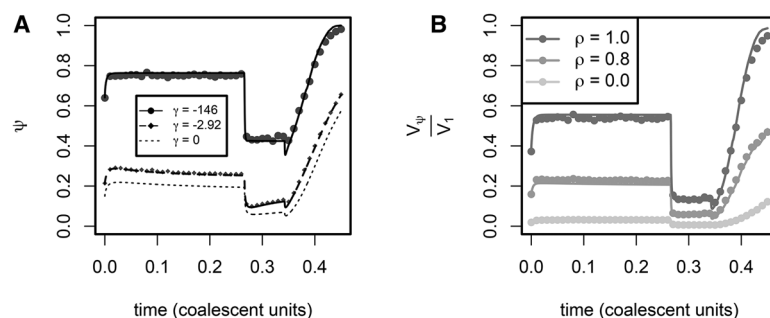 A
ψ
0.0 0.2 0.4 0.6 0.8 1.0
γ = -146
γ = -2.92
γ = 0
0.0 0.1 0.2 0.3 0.4
time (coalescent units)
B
Vψ
V1
0.0 0.2 0.4 0.6 0.8 1.0
ρ = 1.0
ρ = 0.8
ρ = 0.0
0.0 0.1 0.2 0.3 0.4
time (coalescent units)